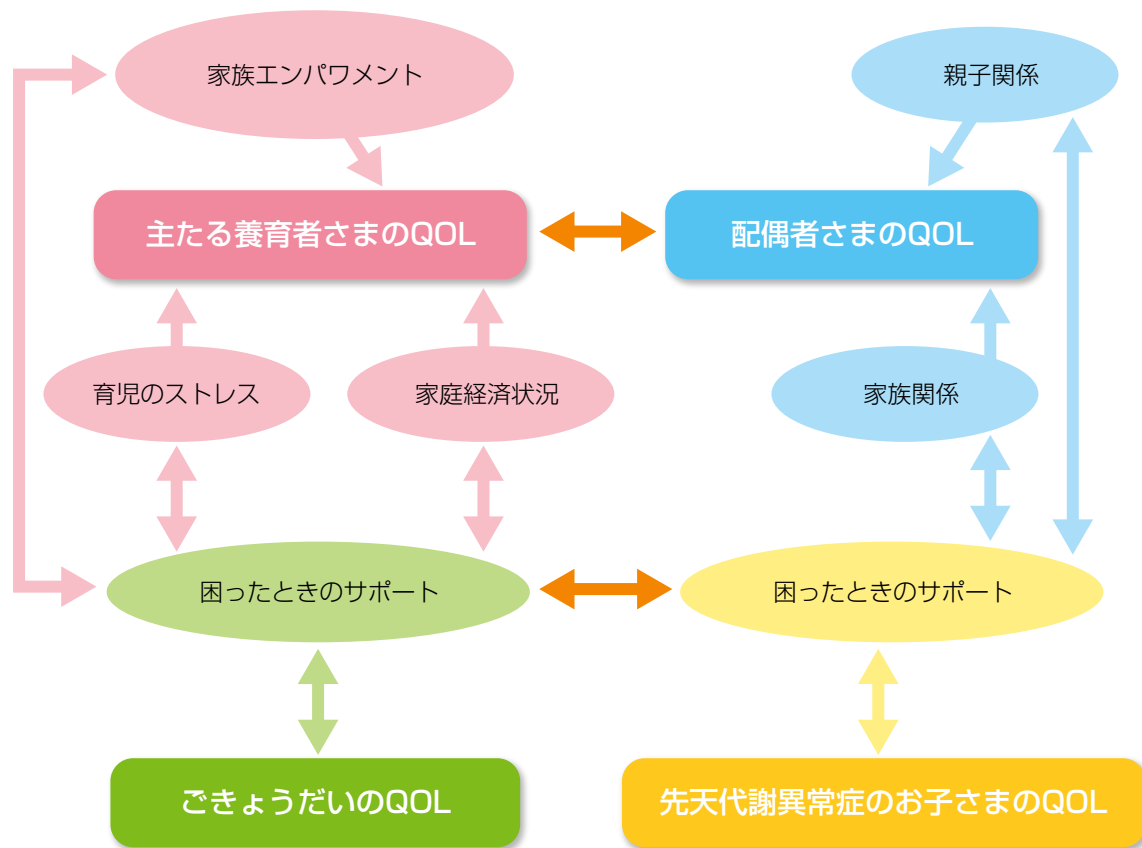 家族エンパワメント
親子関係
主たる養育者さまのQOL
配偶者さまのQOL
育児のストレス
家庭経済状況
家族関係
困ったときのサポート
困ったときのサポート
ごきょうだいのQOL
先天代謝異常症のお子さまのQOL